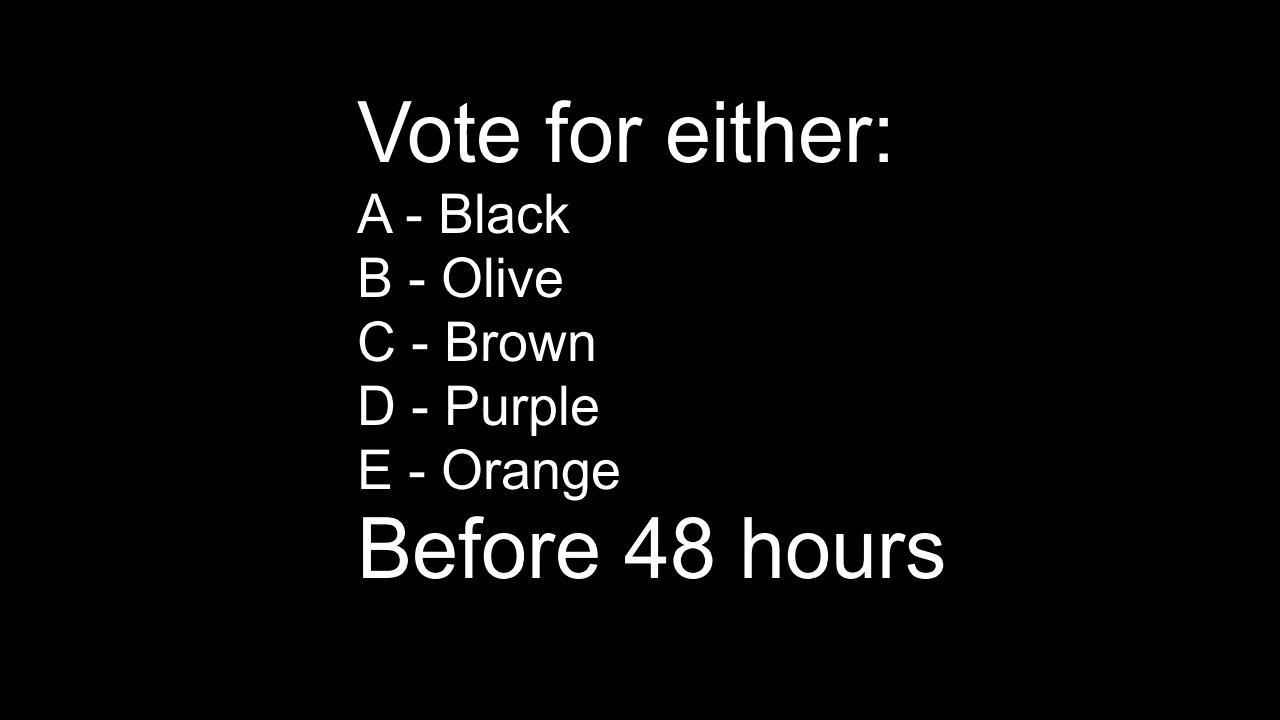 Vote for either:
A - Black
B - Olive
C - Brown
D - Purple
E - Orange
Before 48 hours